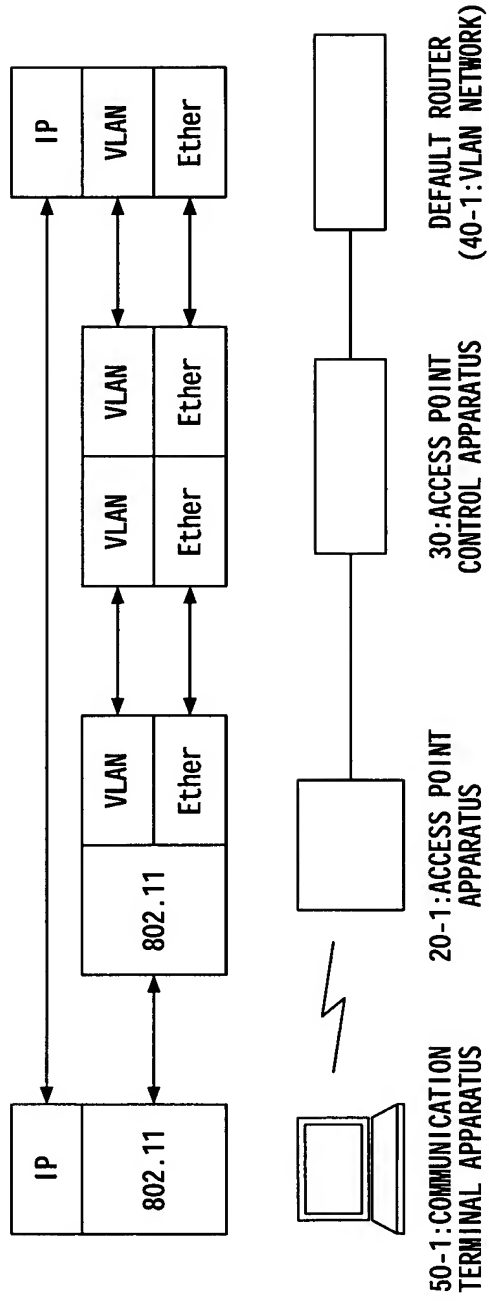 IP
802.11
802.11
VLAN
Ether
VLAN
VLAN
Ether
Ether
IP
VLAN
Ether
50-1:COMMUNICATION
TERMINAL APPARATUS
20-1:ACCESS POINT
APPARATUS
30:ACCESS POINT
CONTROL APPARATUS
DEFAULT ROUTER
(40-1:VLAN NETWORK)